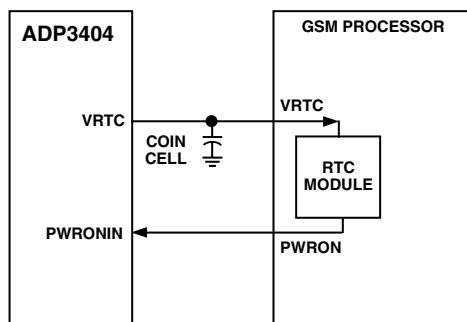 ADP3404
GSM PROCESSOR
VRTC
VRTC
COIN
CELL
RTC
MODULE
PWRONIN
PWRON